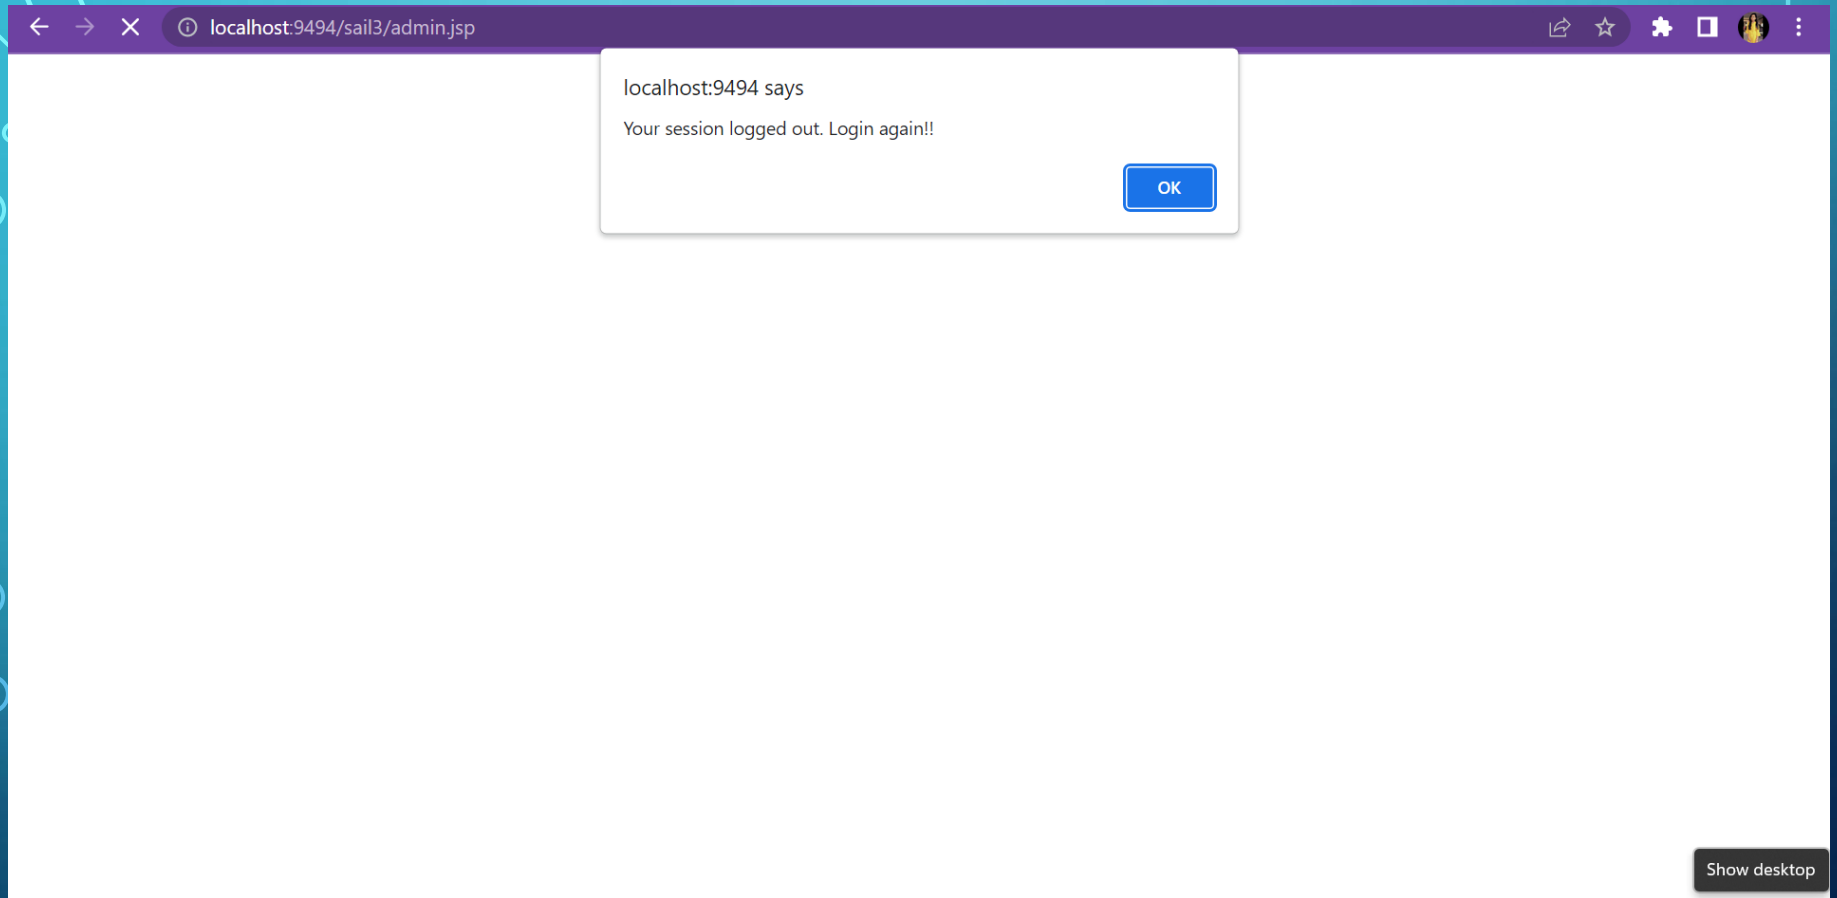 localhost:9494/sail3/admin.jsp
localhost:9494 says
Your session logged out. Login again!!
OK
Show desktop